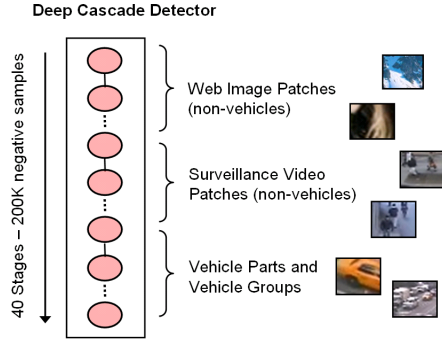 Deep Cascade Detector
40 Stages – 200K negative samples
Web Image Patches
(non-vehicles)
Surveillance Video
Patches (non-vehicles)
Vehicle Parts and
Vehicle Groups